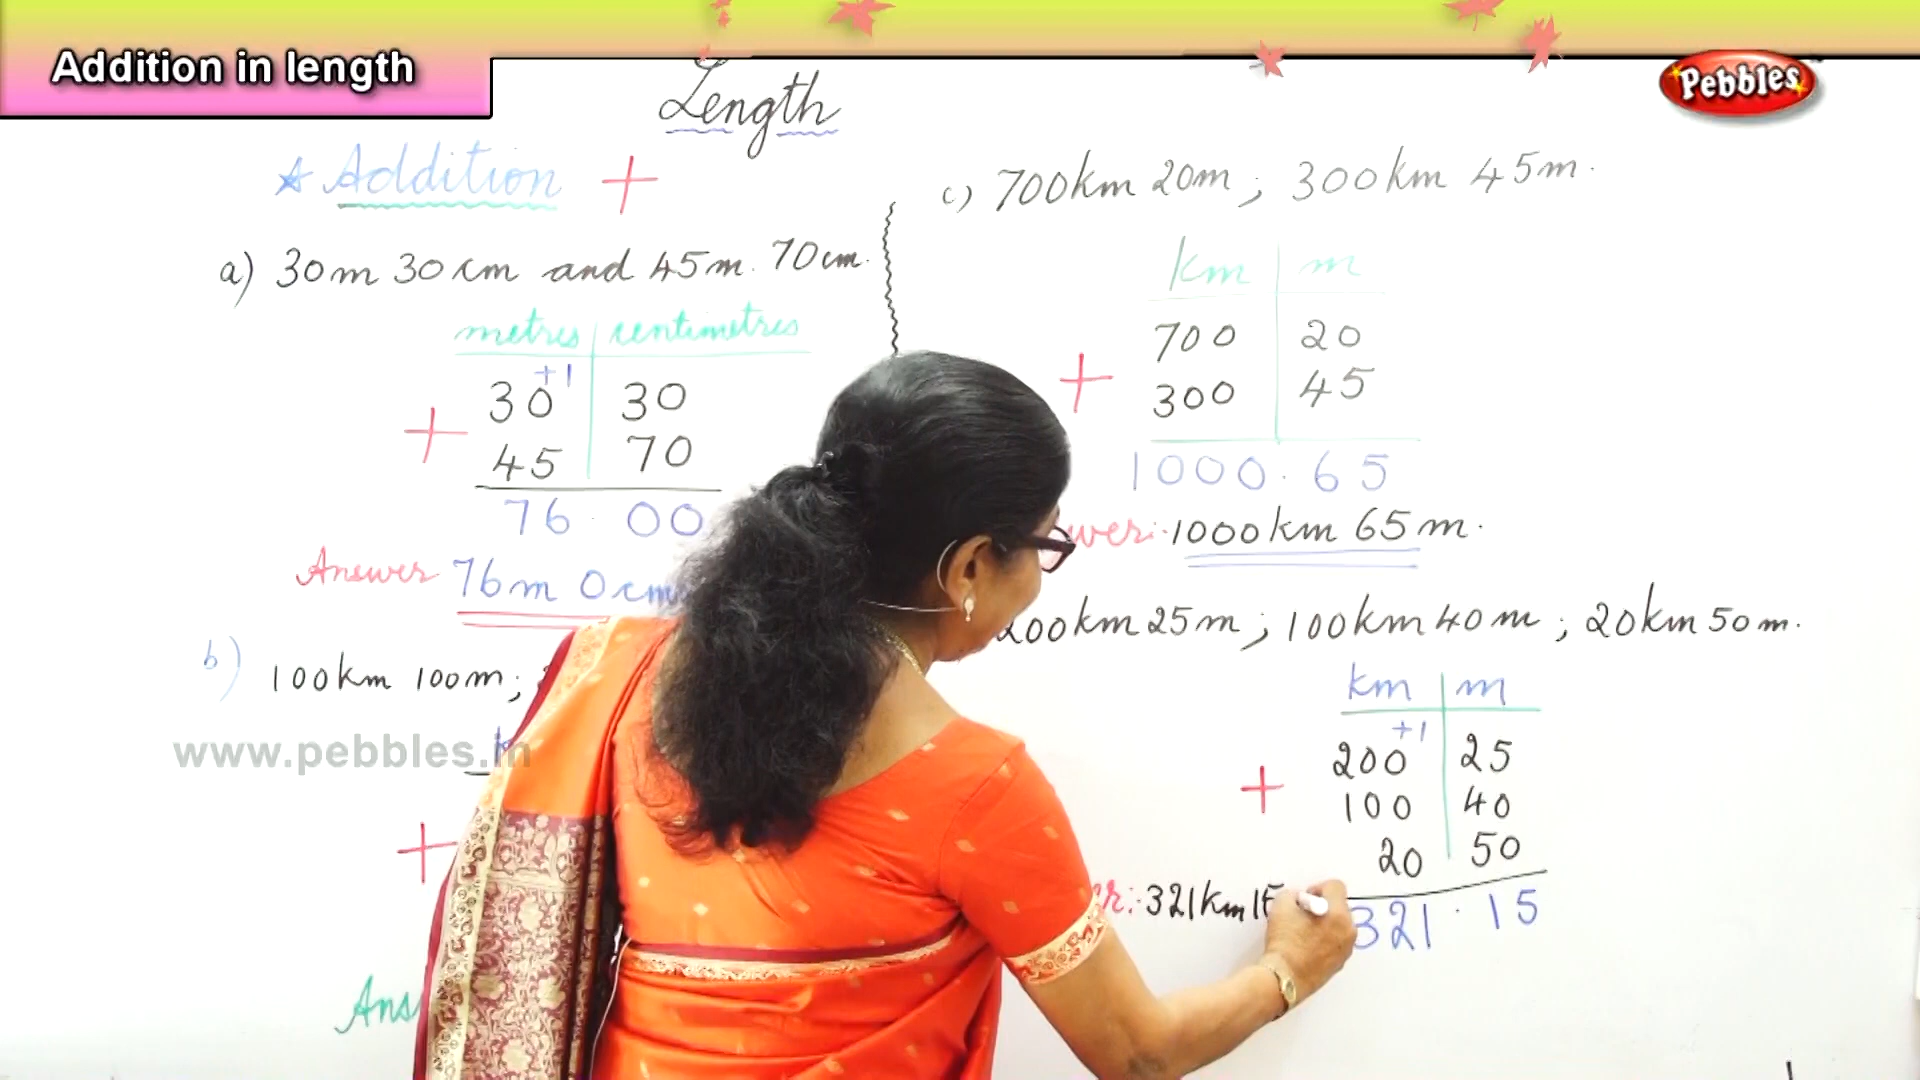 Addition in length
Pebbles
Length
Addition +
a) 30m 30cm and 45m. 70cm.
metres centimetres
+1
30 30
+ 45 70
76. 00
Answer 76m 0cm
b) 100km 100m;
www.pebbles.in
+
c) 700km 20m ; 300km 45m.
km m
700 20
+ 300 45
1000. 65
1000km 65m.
200km 25m ; 100km 40m ; 20km 50m.
km m
+1
200 25
+ 100 40
20 50
321. 15
321km 15